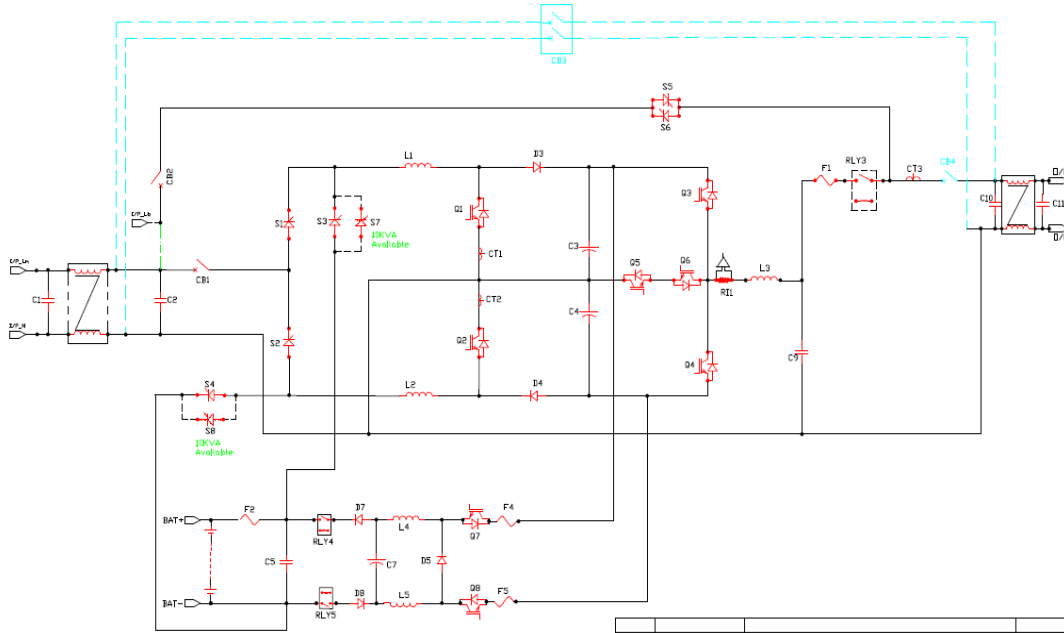 CB3
S5
S6
L1
D3
F1
RLY3
CT3
CB4
CB2
Q3
C10
C11
I/P_Lb
S1
S3
S7
Q1
10KVA
Available
CT1
C3
I/P_Lm
CB1
Q5
Q6
L3
C1
C2
CT2
RI1
C4
I/P_N
S2
Q2
Q4
C9
S4
L2
D4
S8
10KVA
Available
BAT+
F2
D7
L4
F4
RLY4
Q7
C5
C7
D5
BAT-
RLY5
D8
L5
Q8
F5